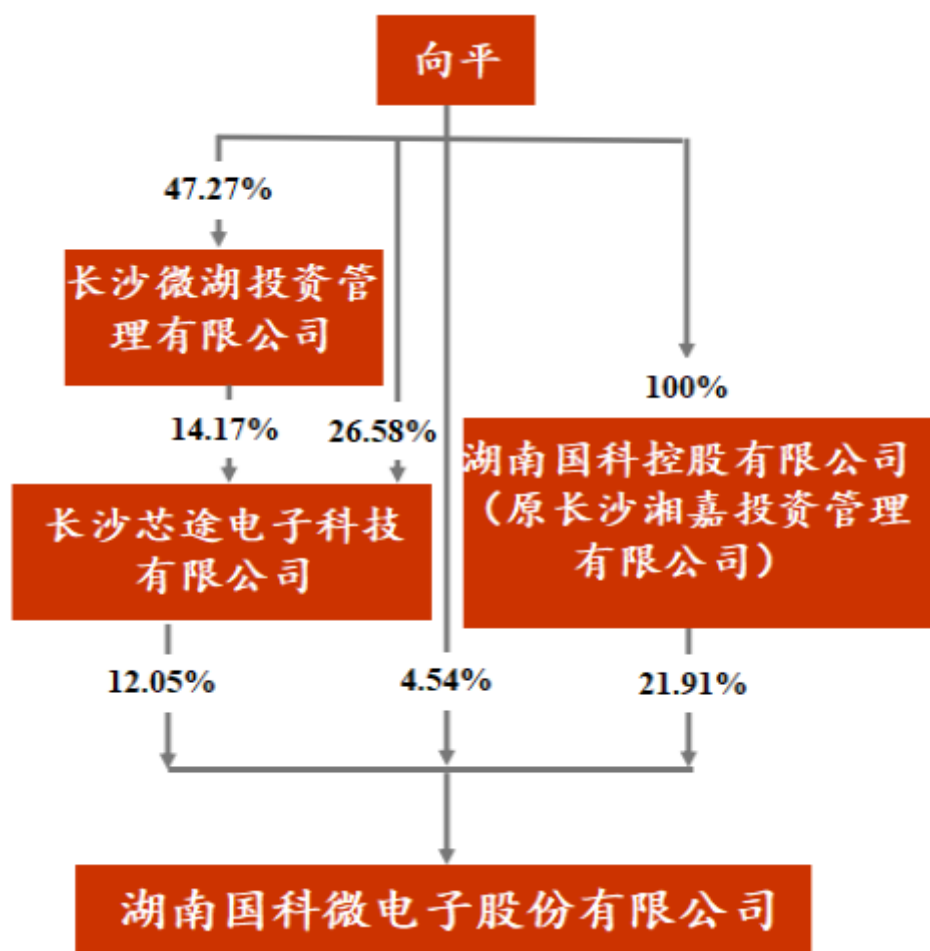 向平
47.27%
长沙微湖投资管
理有限公司
100%
14.17%
26.58%
湖南国科控股有限公司
（原长沙湘嘉投资管理
有限公司）
长沙芯途电子科技
有限公司
12.05%
4.54%
21.91%
湖南国科微电子股份有限公司